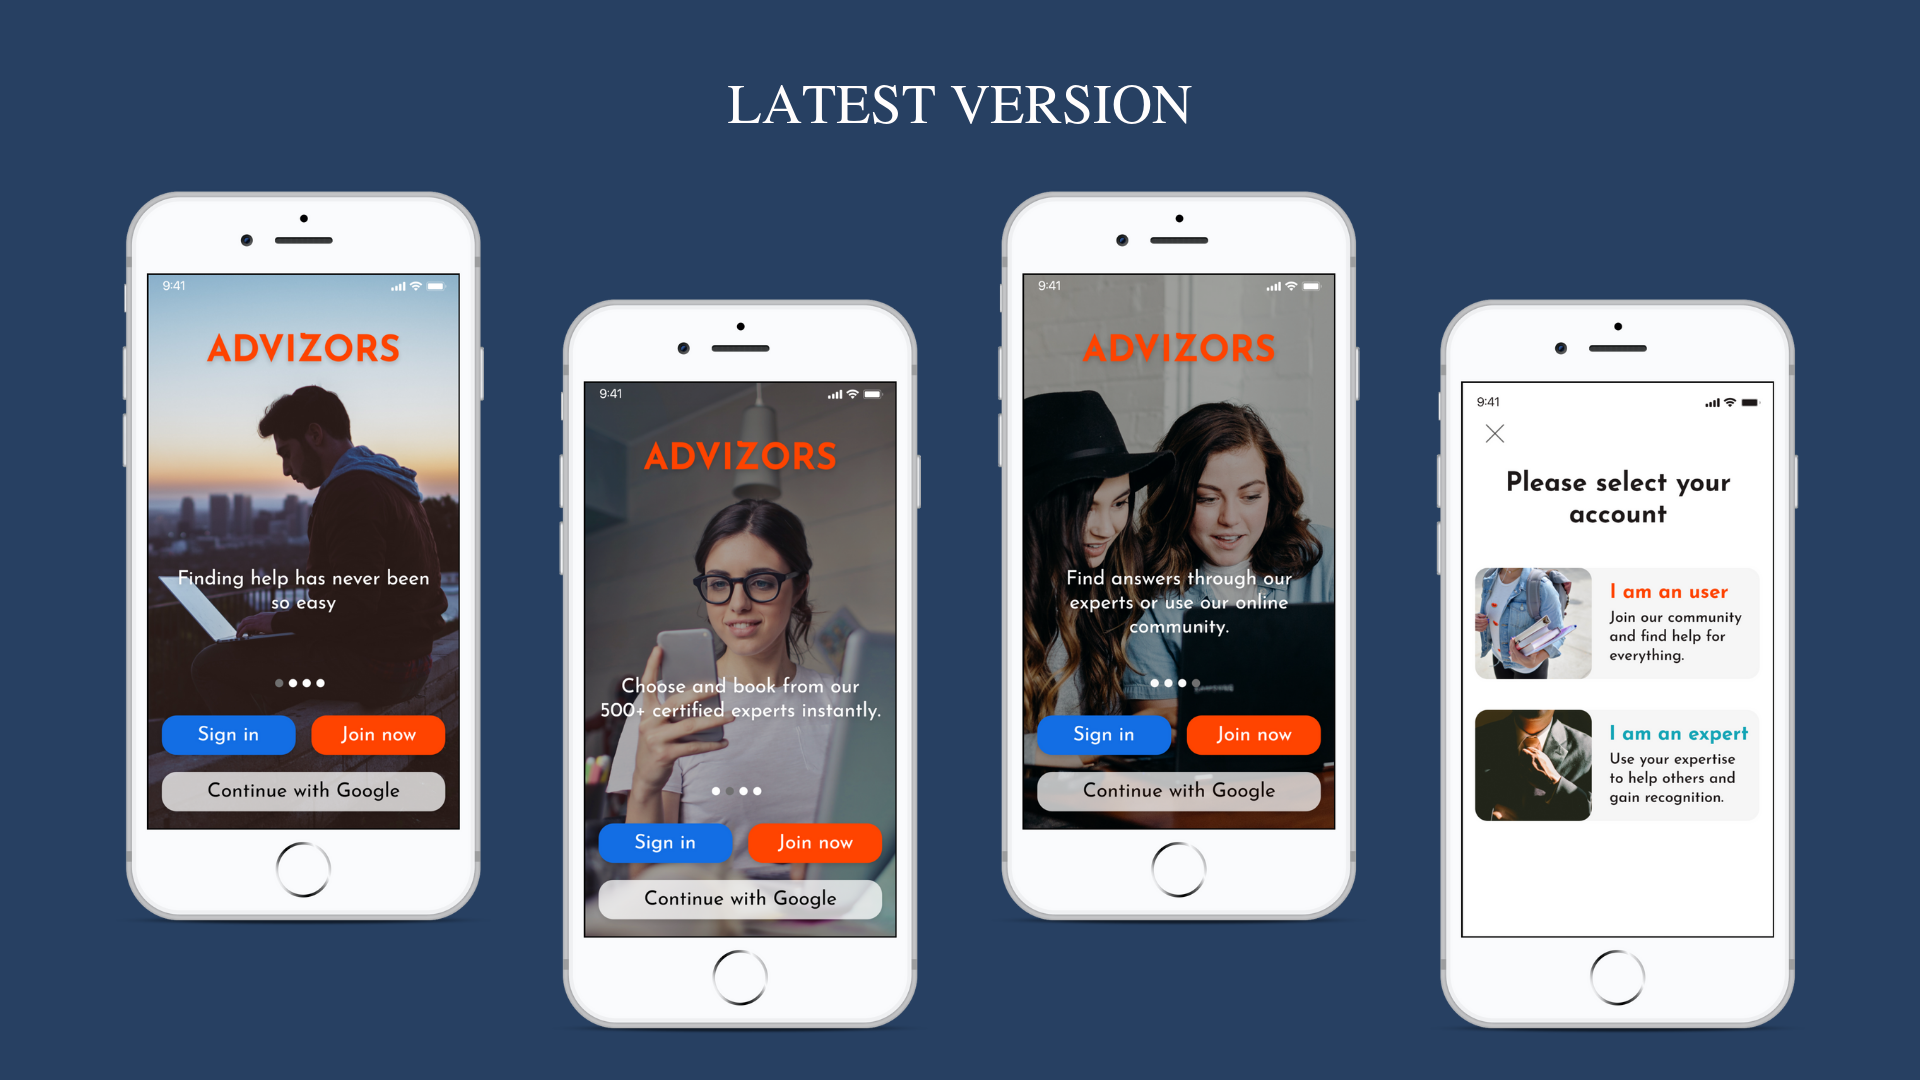 LATEST VERSION
9:41
ADVIZORS
Finding help has never been
so easy
Sign in
Join now
Continue with Google
9:41
ADVIZORS
Choose and book from our
500+ certified experts instantly.
Sign in
Join now
Continue with Google
9:41
ADVIZORS
Find answers through our
experts or use our online
community.
SAMSUNG
Sign in
Join now
Continue with Google
9:41
Please select your
account
I am an user
Join our community
and find help for
everything.
I am an expert
Use your expertise
to help others and
gain recognition.